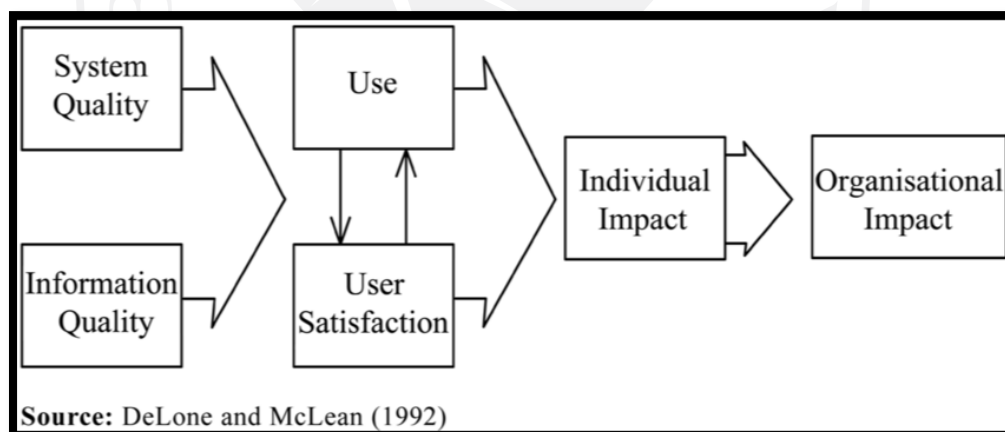 System
Quality
Use
Individual
Impact
Organisational
Impact
Information
Quality
User
Satisfaction
Source: DeLone and McLean (1992)